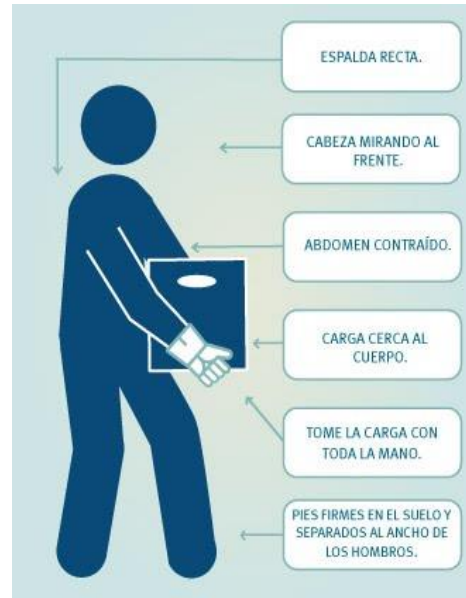 ESPALDA RECTA.
CABEZA MIRANDO AL
FRENTE.
ABDOMEN CONTRAÍDO.
CARGA CERCA AL
CUERPO.
TOME LA CARGA CON
TODA LA MANO.
PIES FIRMES EN EL SUELO Y
SEPARADOS AL ANCHO DE
LOS HOMBROS.